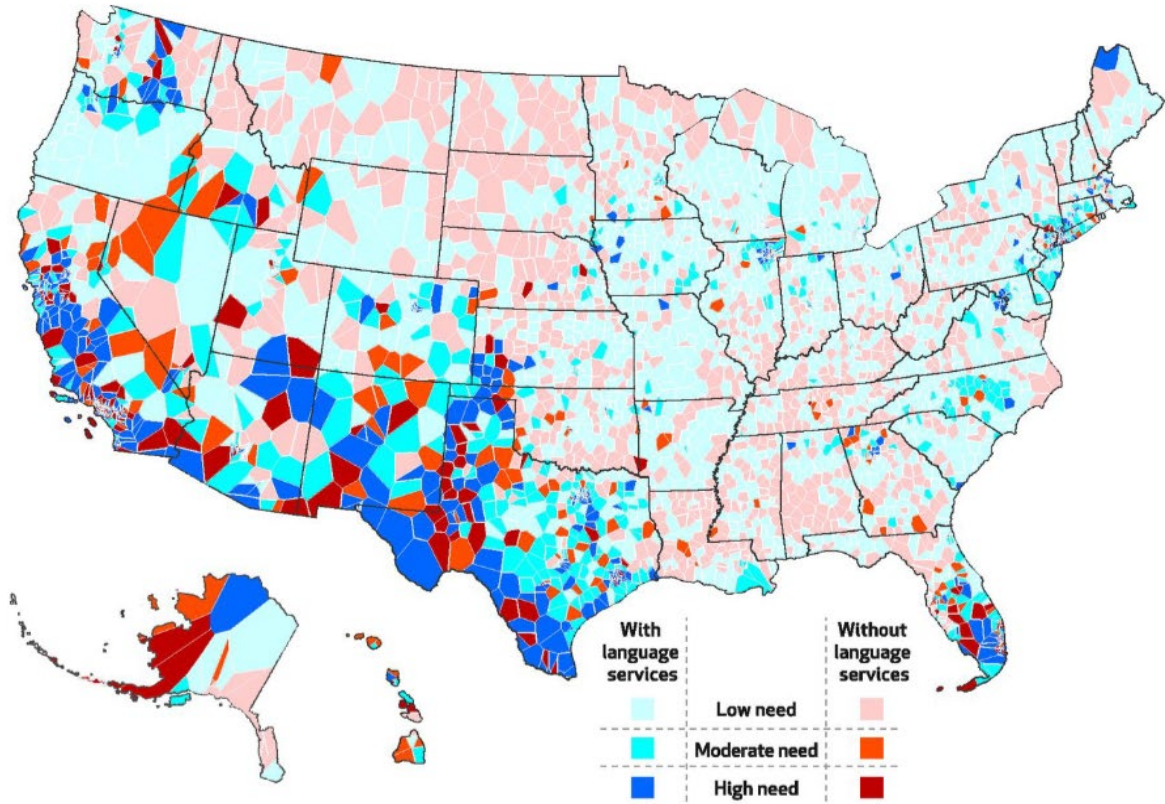 With
language
services
Without
language
services
Low need
Moderate need
High need